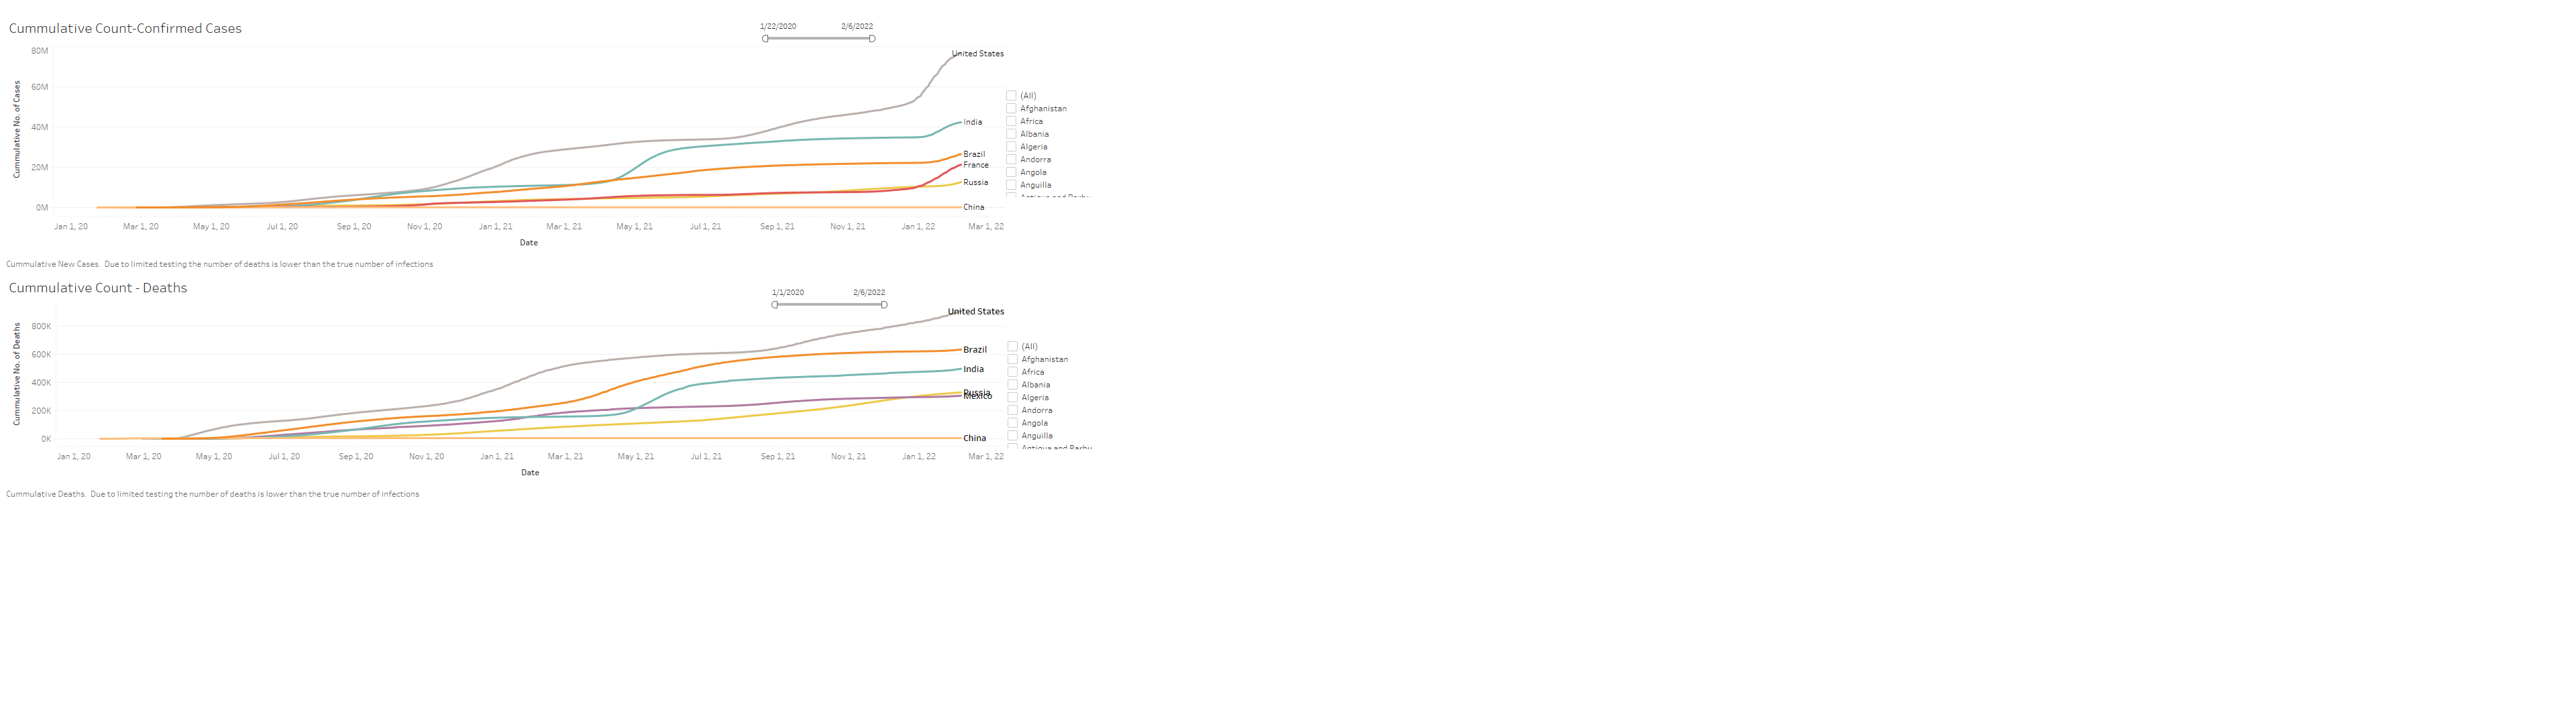 Cummulative Count-Confirmed Cases
1/22/2020 2/6/2022
Cummulative No. of Cases
80M
60M
40M
20M
0M
United States
India
Brazil
France
Russia
China
(All)
Afghanistan
Africa
Albania
Algeria
Andorra
Angola
Anguilla
Antigua and Barbu
Jan 1, 20 Mar 1, 20 May 1, 20 Jul 1, 20 Sep 1, 20 Nov 1, 20 Jan 1, 21 Mar 1, 21 May 1, 21 Jul 1, 21 Sep 1, 21 Nov 1, 21 Jan 1, 22 Mar 1, 22
Date
Cummulative New Cases. Due to limited testing the number of deaths is lower than the true number of infections
Cummulative Count - Deaths
1/1/2020 2/6/2022
Cummulative No. of Deaths
800K
600K
400K
200K
0K
United States
Brazil
India
Russia
Mexico
China
(All)
Afghanistan
Africa
Albania
Algeria
Andorra
Angola
Anguilla
Antigua and Barbu
Jan 1, 20 Mar 1, 20 May 1, 20 Jul 1, 20 Sep 1, 20 Nov 1, 20 Jan 1, 21 Mar 1, 21 May 1, 21 Jul 1, 21 Sep 1, 21 Nov 1, 21 Jan 1, 22 Mar 1, 22
Date
Cummulative Deaths. Due to limited testing the number of deaths is lower than the true number of infections